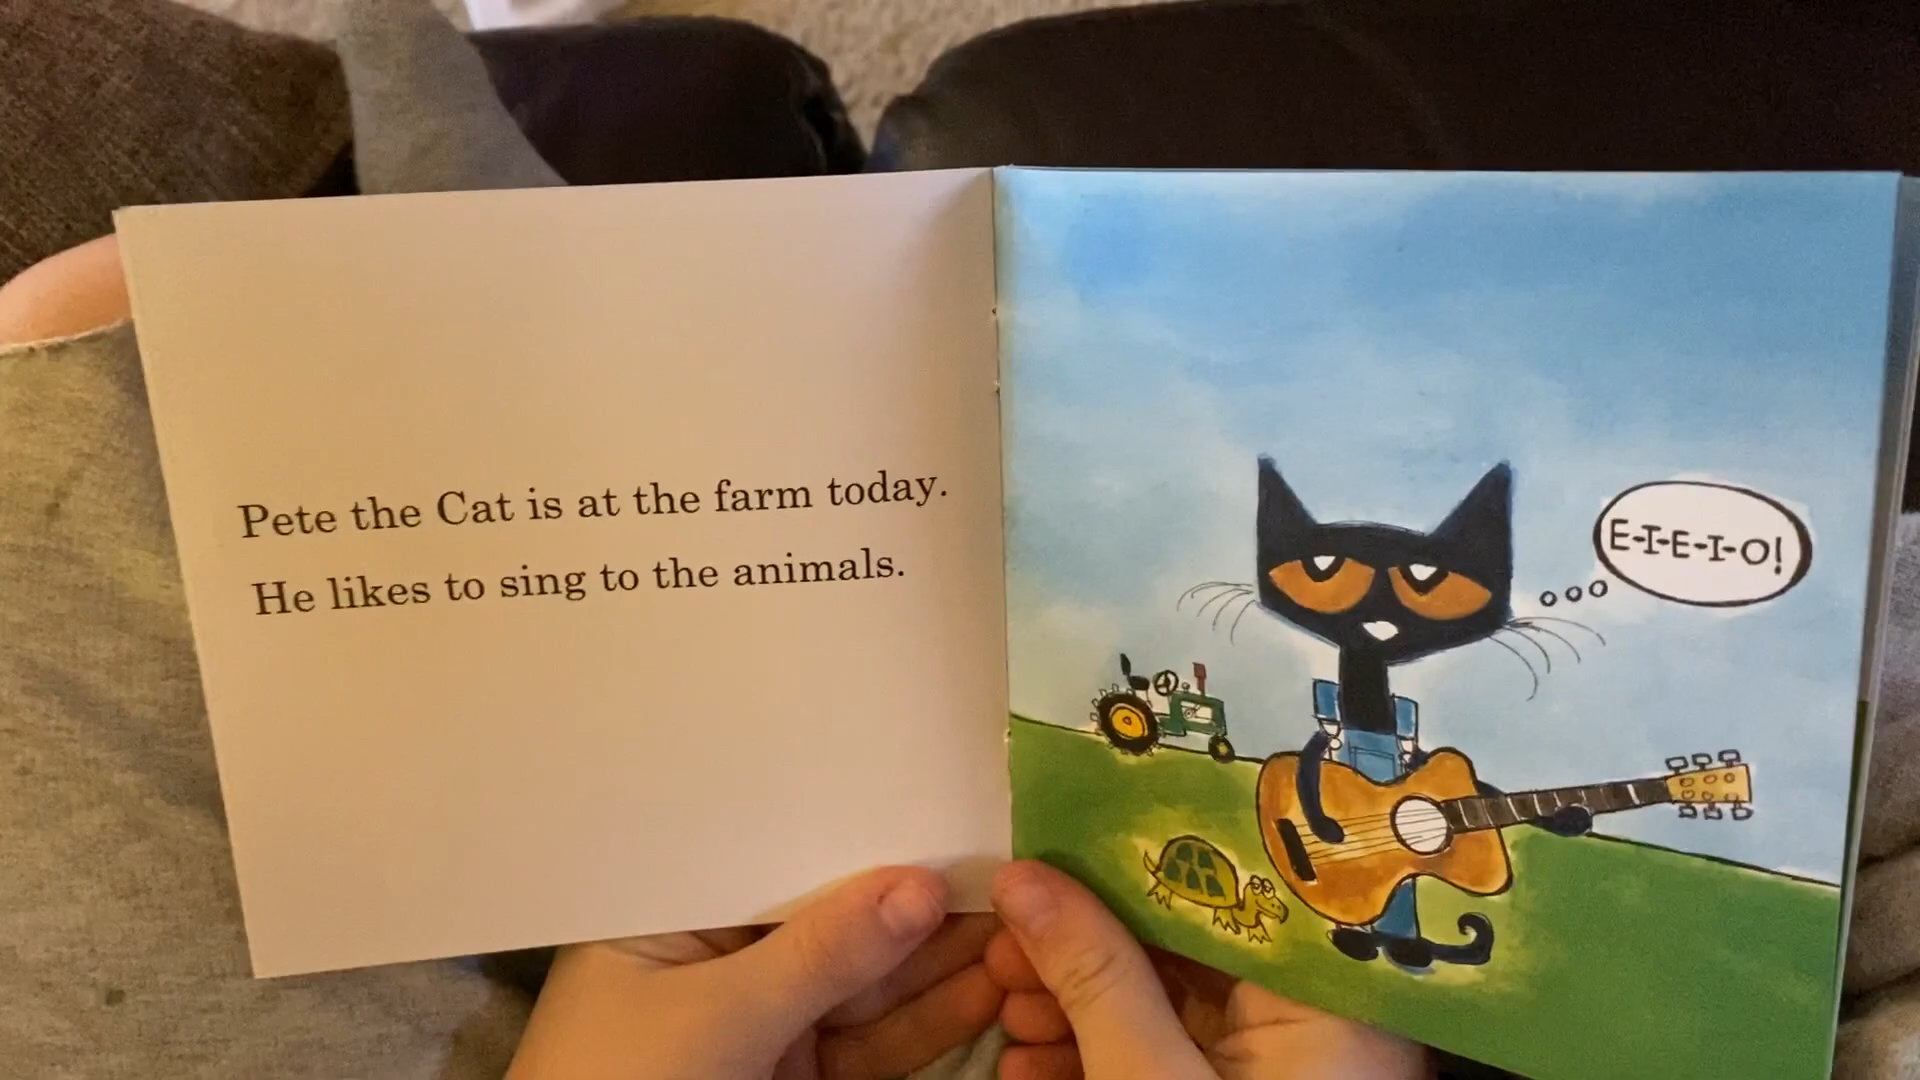 Pete the Cat is at the farm today.
He likes to sing to the animals.
E-I-E-I-O!